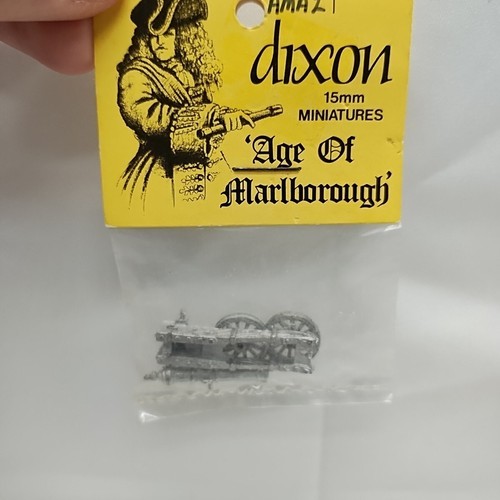 AMA21
dixon
15mm
MINIATURES
'Age Of
Marlborough'